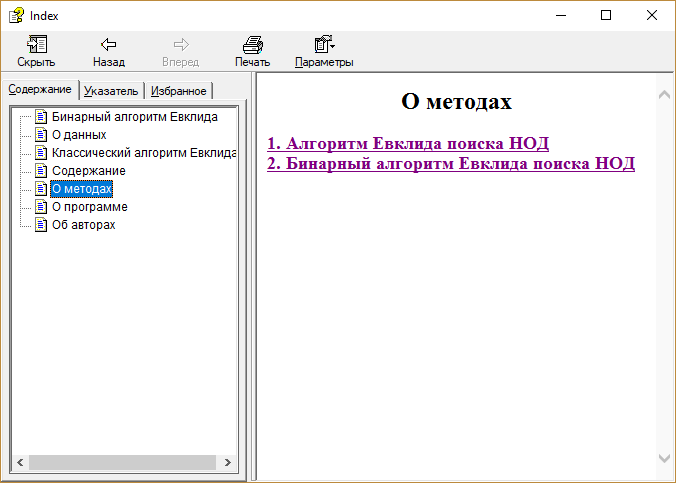 Index
Скрыть
Назад
Вперед
Печать
Параметры
Содержание
Указатель
Избранное
Бинарный алгоритм Евклида
О данных
Классический алгоритм Евклида
Содержание
О методах
О программе
Об авторах
О методах
1. Алгоритм Евклида поиска НОД
2. Бинарный алгоритм Евклида поиска НОД